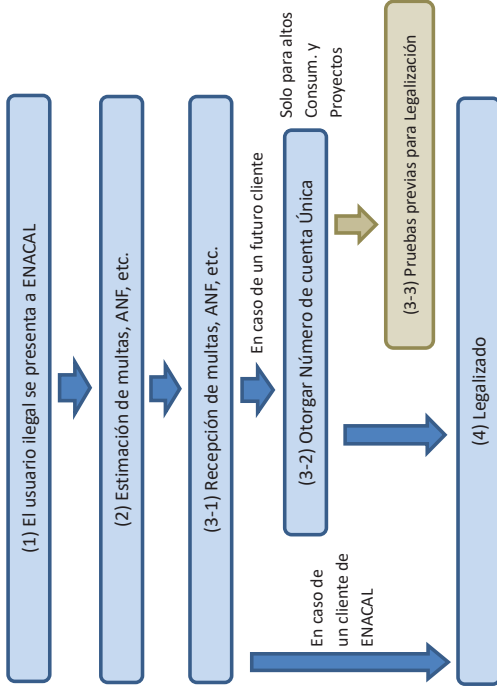 (1) El usuario ilegal se presenta a ENACAL
(2) Estimación de multas, ANF, etc.
(3-1) Recepción de multas, ANF, etc.
En caso de un futuro cliente
En caso de
un cliente de
ENACAL
(3-2) Otorgar Número de cuenta Única
Solo para altos
Consum. y
Proyectos
(3-3) Pruebas previas para Legalización
(4) Legalizado